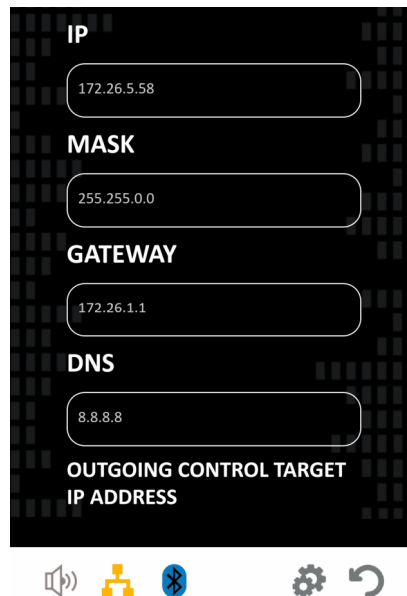 IP
172.26.5.58
MASK
255.255.0.0
GATEWAY
172.26.1.1
DNS
8.8.8.8
OUTGOING CONTROL TARGET
IP ADDRESS